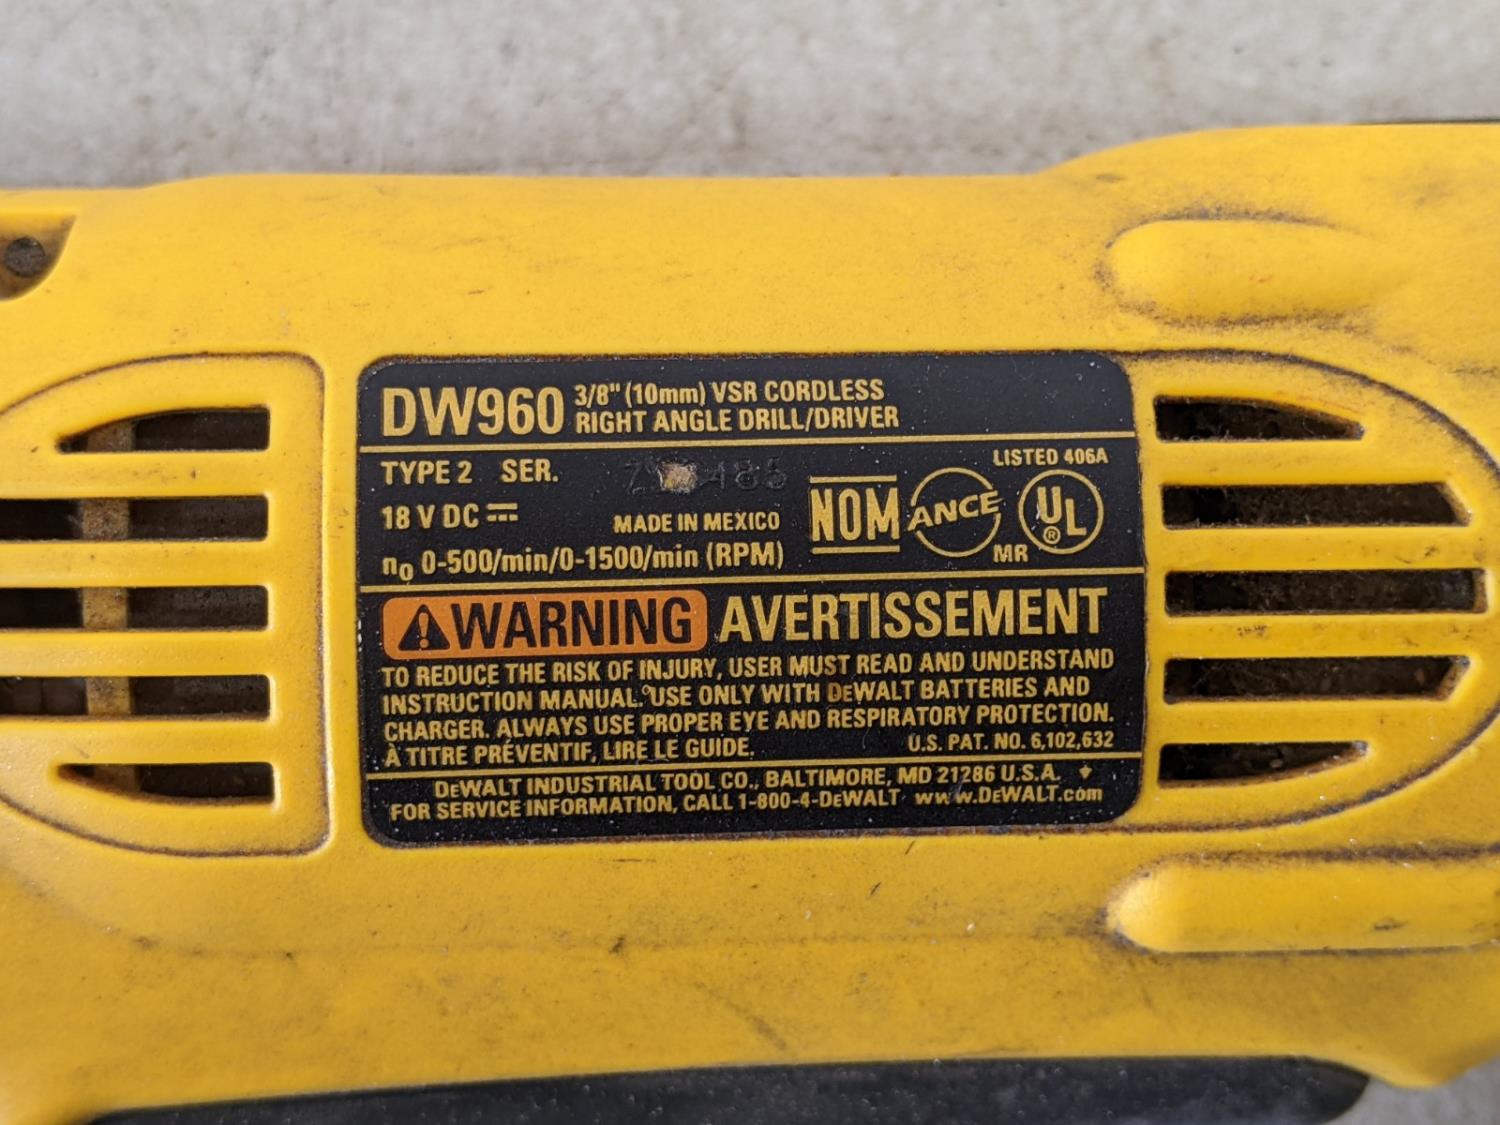 DW960 3/8" (10mm) VSR CORDLESS
RIGHT ANGLE DRILL/DRIVER
TYPE 2 SER.
LISTED 406A
18 V DC
MADE IN MEXICO
NOM ANCE UL ®
MR
no 0-500/min/0-1500/min (RPM)
WARNING AVERTISSEMENT
TO REDUCE THE RISK OF INJURY, USER MUST READ AND UNDERSTAND
INSTRUCTION MANUAL. USE ONLY WITH DEWALT BATTERIES AND
CHARGER. ALWAYS USE PROPER EYE AND RESPIRATORY PROTECTION.
À TITRE PRÉVENTIF, LIRE LE GUIDE. U.S. PAT. NO. 6,102,632
DEWALT INDUSTRIAL TOOL CO., BALTIMORE, MD 21286 U.S.A.
FOR SERVICE INFORMATION, CALL 1-800-4-DEWALT www.DEWALT.com